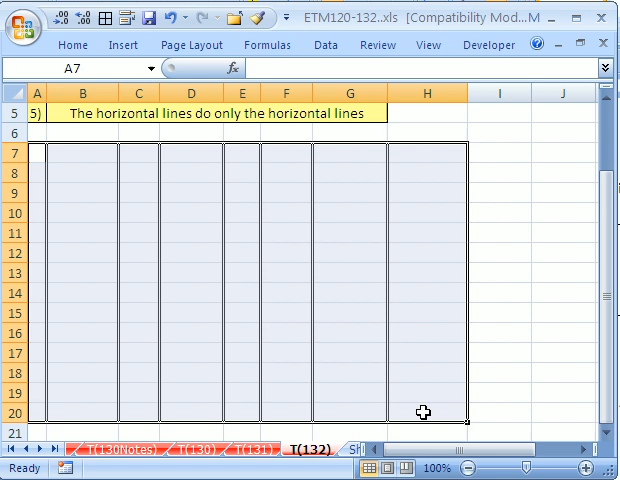 ETM120-132..xls [Compatibility Mod...M
Home Insert Page Layout Formulas Data Review View Developer
A7
A B C D E F G H I J
5 5) The horizontal lines do only the horizontal lines
6
7
8
9
10
11
12
13
14
15
16
17
18
19
20
21
T(130Notes) T(130) T(131) T(132) Sh
Ready 100%